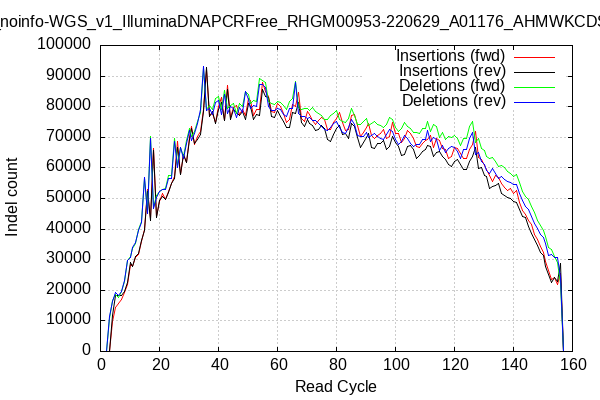 _noinfo-WGS_v1_IlluminaDNAPCRFree_RHGM00953-220629_A01176_AHMWKCDS
Insertions (fwd)
Insertions (rev)
Deletions (fwd)
Deletions (rev)
Indel count
100000
90000
80000
70000
60000
50000
40000
30000
20000
10000
0
0 20 40 60 80 100 120 140 160
Read Cycle